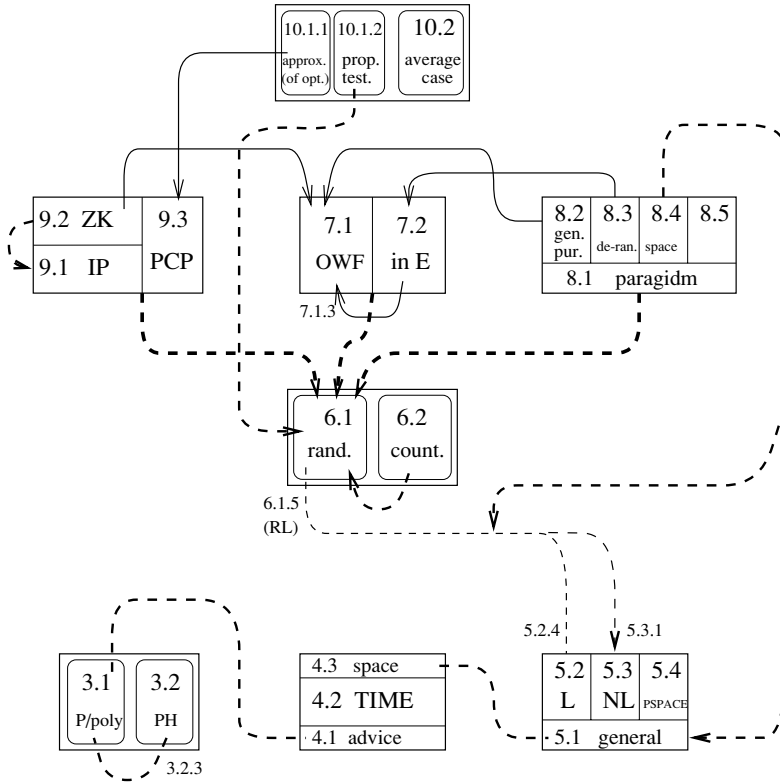 10.1.1 10.1.2 10.2
approx. prop. average
(of opt.) test. case
9.2 ZK 9.3
9.1 IP PCP
7.1 7.2
OWF in E
7.1.3
8.2 8.3 8.4 8.5
gen. de-ran. space
pur.
8.1 paragidm
6.1 6.2
rand. count.
6.1.5
(RL)
5.2.4 5.3.1
3.1 3.2
P/poly PH
3.2.3
4.3 space
4.2 TIME
4.1 advice
5.2 5.3 5.4
L NL PSPACE
5.1 general